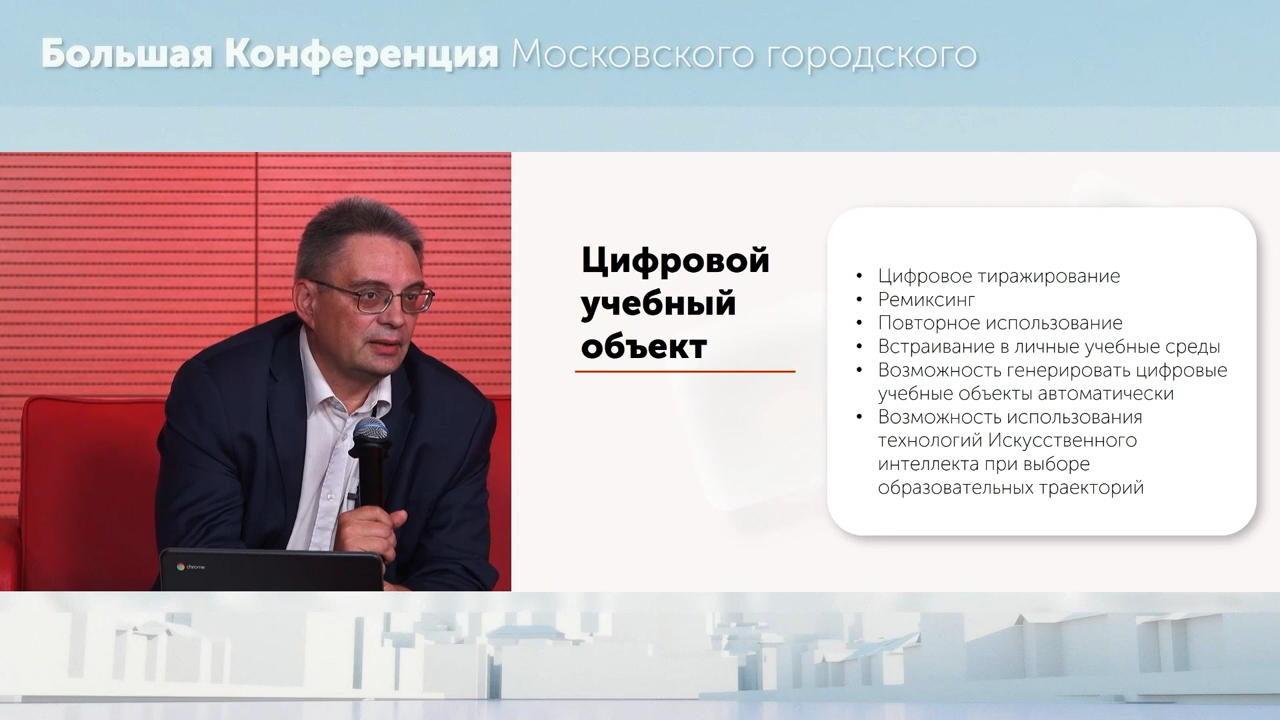 Большая Конференция Московского городского
Цифровой
учебный
объект
• Цифровое тиражирование
• Ремиксинг
• Повторное использование
• Встраивание в личные учебные среды
• Возможность генерировать цифровые
учебные объекты автоматически
• Возможность использования
технологий Искусственного
интеллекта при выборе
образовательных траекторий
chrome